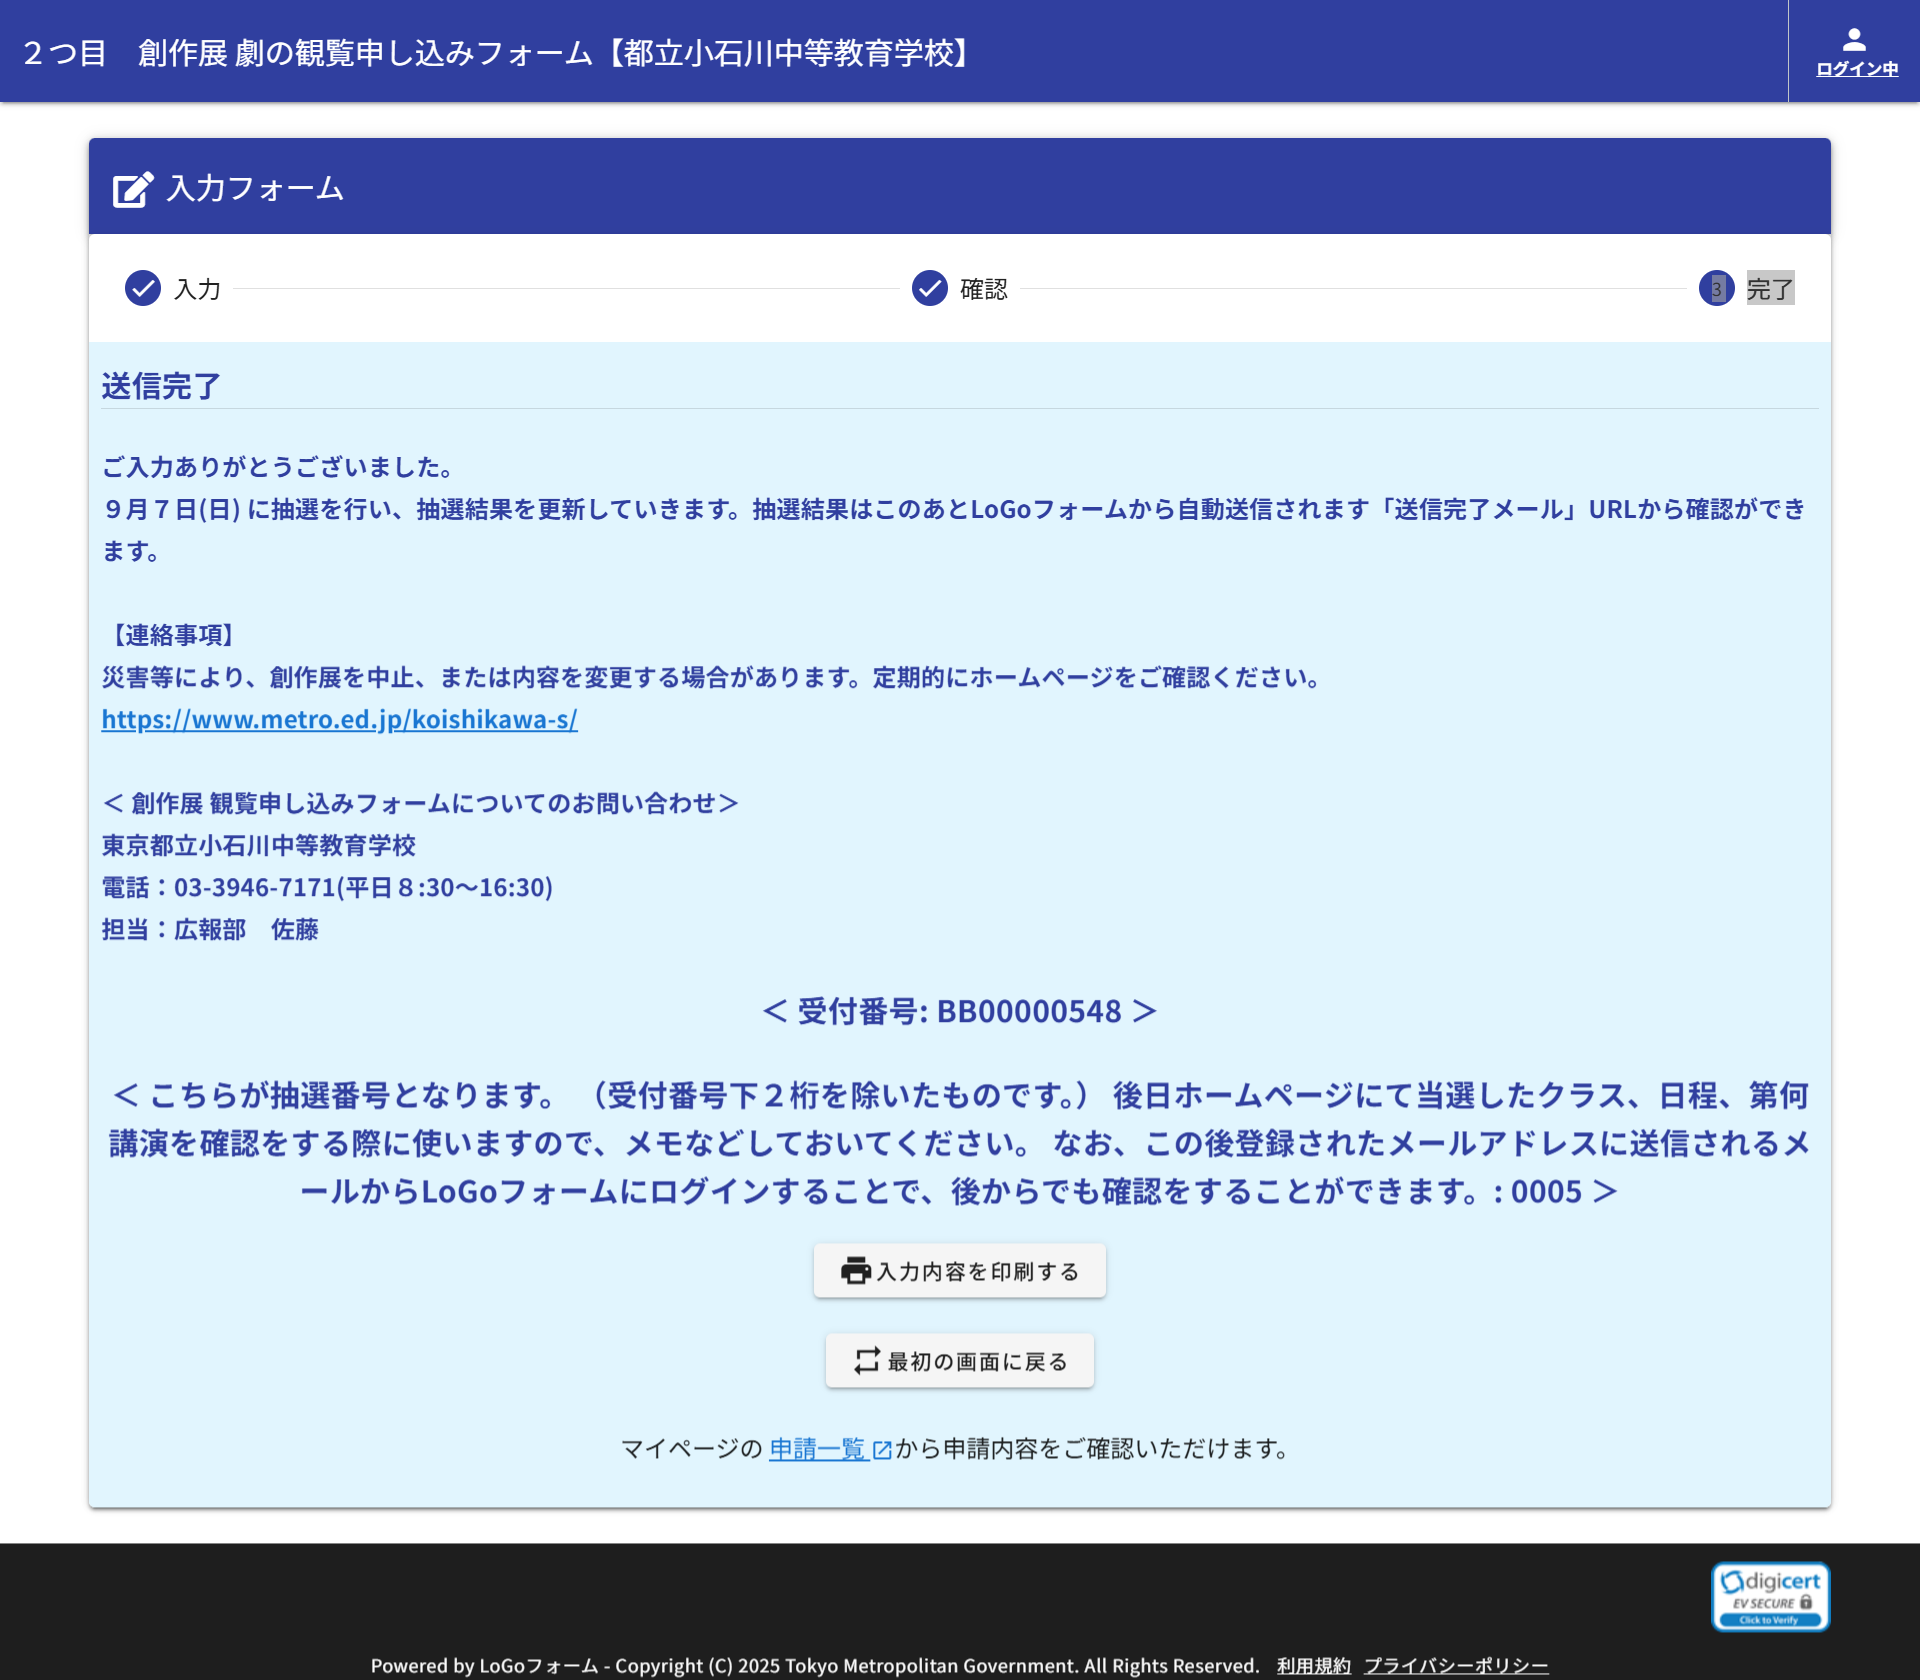 ２つ目　創作展 劇の観覧申し込みフォーム【都立小石川中等教育学校】
ログイン中
入力フォーム
入力
確認
3 完了
送信完了
ご入力ありがとうございました。
９月７日(日) に抽選を行い、抽選結果を更新していきます。抽選結果はこのあとLoGoフォームから自動送信されます「送信完了メール」URLから確認ができ
ます。
【連絡事項】
災害等により、創作展を中止、または内容を変更する場合があります。定期的にホームページをご確認ください。
https://www.metro.ed.jp/koishikawa-s/
＜ 創作展 観覧申し込みフォームについてのお問い合わせ＞
東京都立小石川中等教育学校
電話：03-3946-7171(平日８:30～16:30)
担当：広報部　佐藤
＜ 受付番号: BB00000548 ＞
＜ こちらが抽選番号となります。 （受付番号下２桁を除いたものです。） 後日ホームページにて当選したクラス、日程、第何
講演を確認をする際に使いますので、メモなどしておいてください。 なお、この後登録されたメールアドレスに送信されるメ
ールからLoGoフォームにログインすることで、後からでも確認をすることができます。: 0005 ＞
入力内容を印刷する
最初の画面に戻る
マイページの 申請一覧 から申請内容をご確認いただけます。
digicert
EV SECURE
Click to Verify
Powered by LoGoフォーム - Copyright (C) 2025 Tokyo Metropolitan Government. All Rights Reserved. 利用規約 プライバシーポリシー